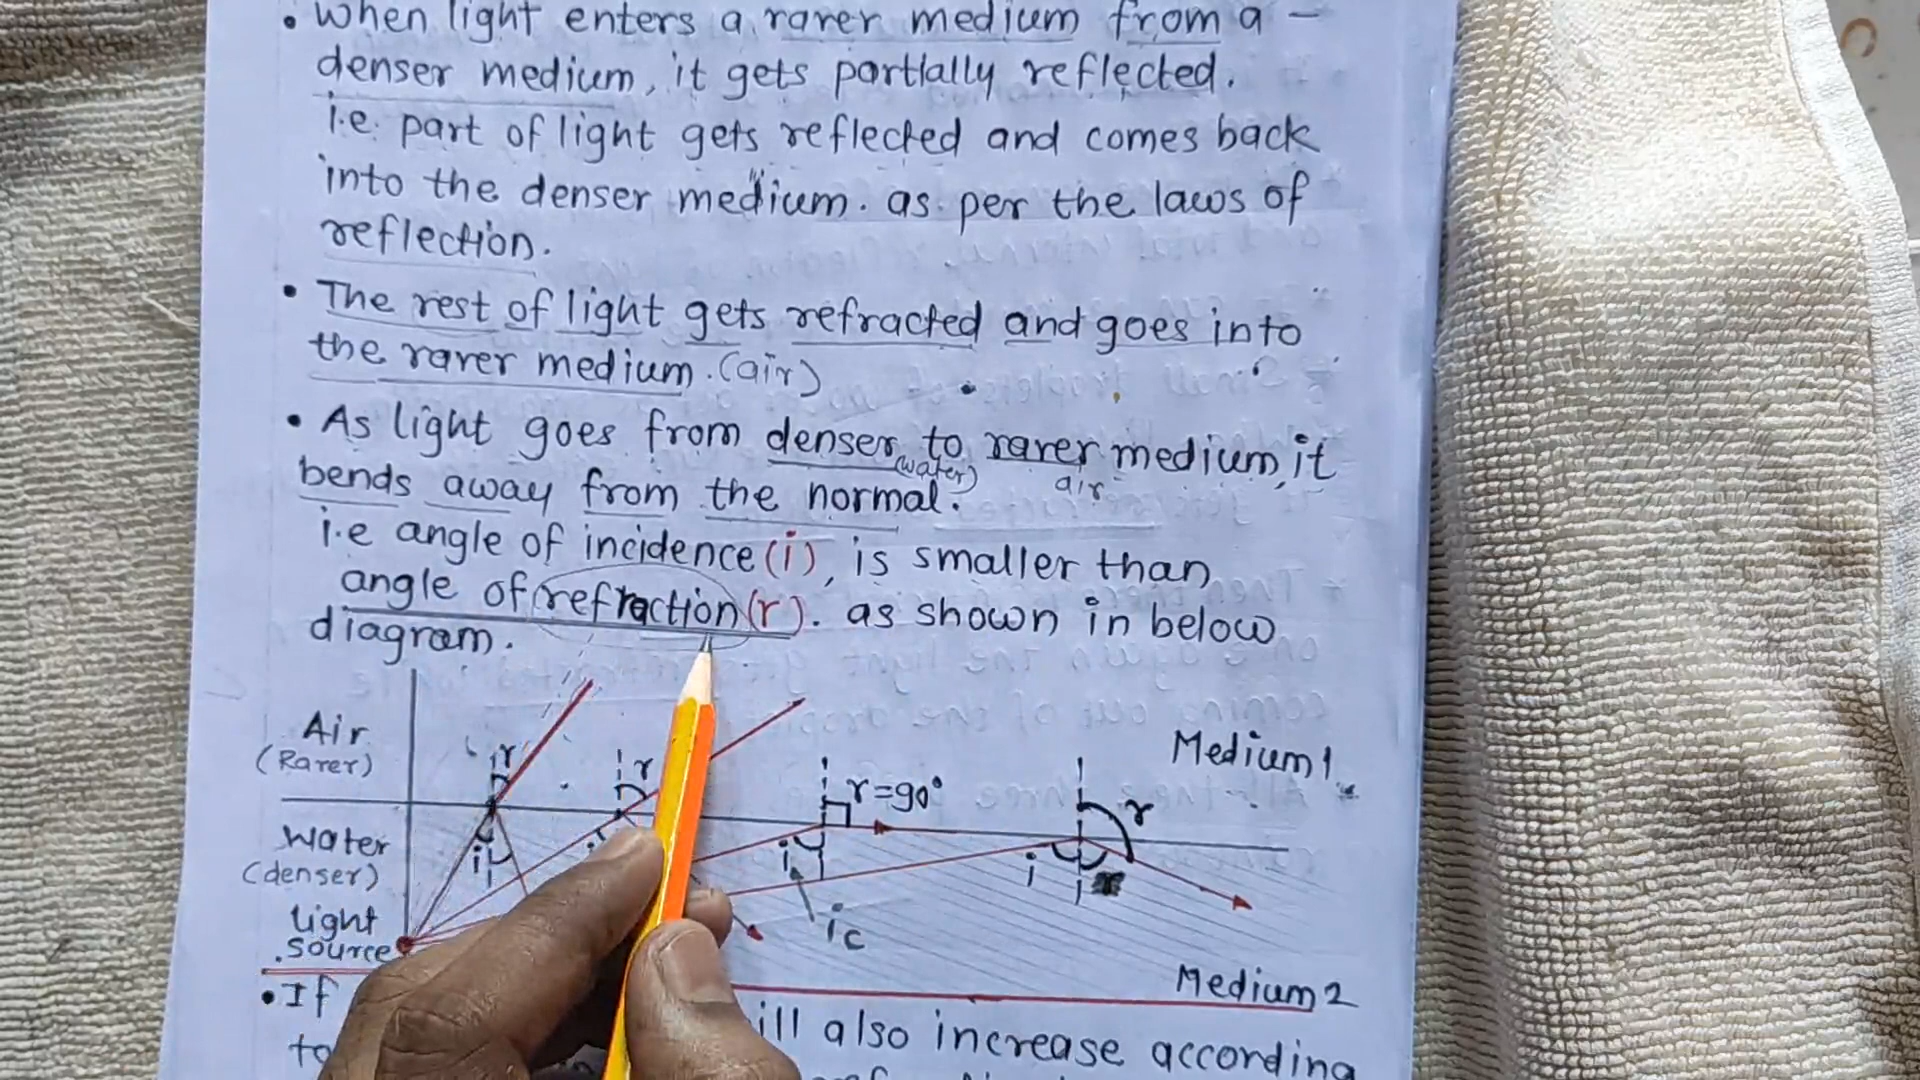 • When light enters a rarer medium from a –
denser medium, it gets partially reflected.
i.e. part of light gets reflected and comes back
into the denser medium. as per the laws of
reflection.
• The rest of light gets refracted and goes into
the rarer medium. (air)
• As light goes from denser to rarer medium, it
(water) air
bends away from the normal.
i.e angle of incidence (i), is smaller than
angle of refraction (r). as shown in below
diagram.
Air
(Rarer)
r
r
r=90°
r
Medium 1
Water
(denser)
i
i
i
i
ic
Light
source
Medium 2
• If
ill also increase according
to